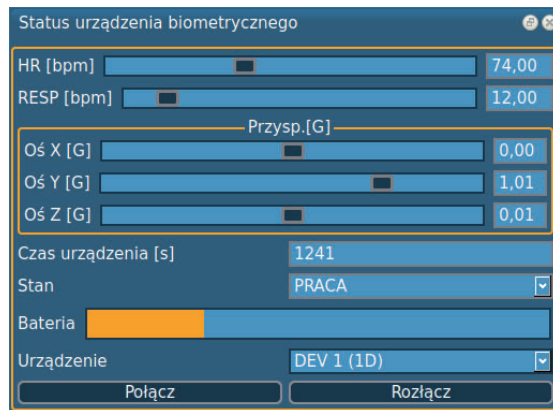 Status urządzenia biometrycznego
HR [bpm] 74,00
RESP [bpm] 12,00
Przysp.[G]
Oś X [G] 0,00
Oś Y [G] 1,01
Oś Z [G] 0,01
Czas urządzenia [s] 1241
Stan PRACA
Bateria
Urządzenie DEV 1 (1D)
Połącz Rozłącz